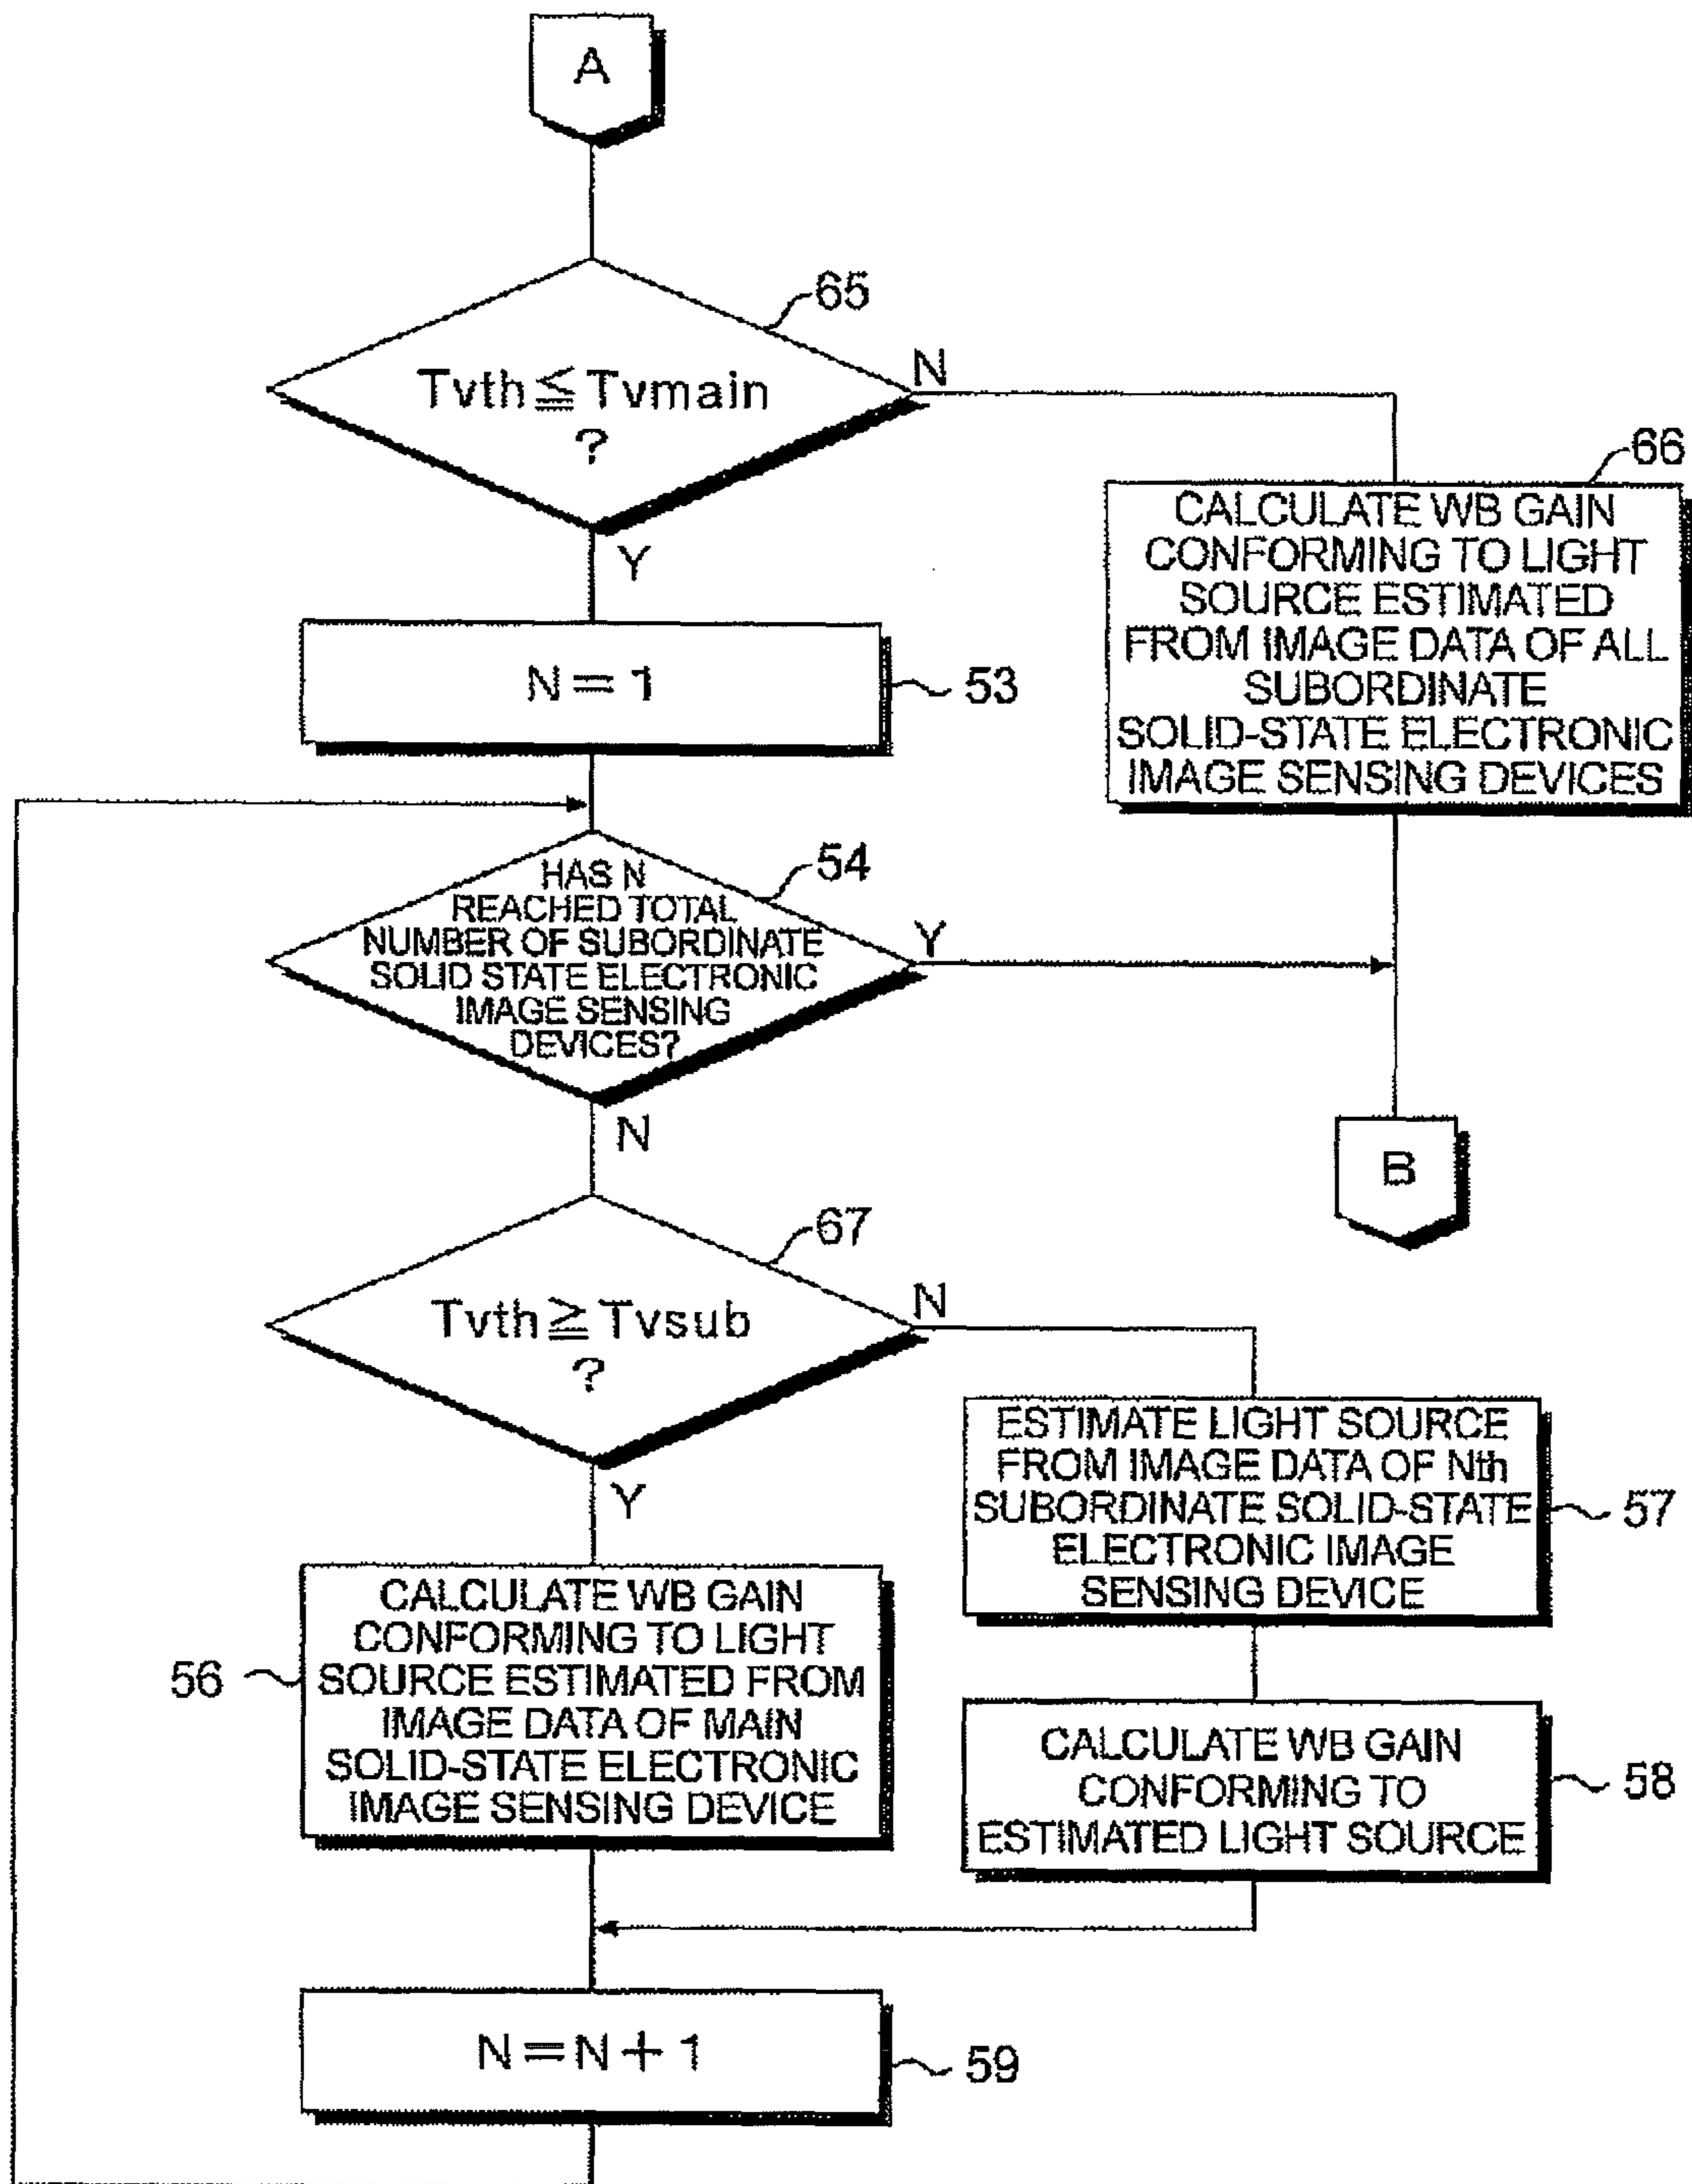 A
65
Tvth≦Tvmain
?
N
Y
66
CALCULATE WB GAIN
CONFORMING TO LIGHT
SOURCE ESTIMATED
FROM IMAGE DATA OF ALL
SUBORDINATE
SOLID-STATE ELECTRONIC
IMAGE SENSING DEVICES
N=1
53
HAS N
REACHED TOTAL
NUMBER OF SUBORDINATE
SOLID STATE ELECTRONIC
IMAGE SENSING
DEVICES?
54
Y
N
B
67
Tvth≧Tvsub
?
N
Y
ESTIMATE LIGHT SOURCE
FROM IMAGE DATA OF Nth
SUBORDINATE SOLID-STATE
ELECTRONIC IMAGE
SENSING DEVICE
57
CALCULATE WB GAIN
CONFORMING TO LIGHT
SOURCE ESTIMATED FROM
IMAGE DATA OF MAIN
SOLID-STATE ELECTRONIC
IMAGE SENSING DEVICE
56
CALCULATE WB GAIN
CONFORMING TO
ESTIMATED LIGHT SOURCE
58
N=N+1
59